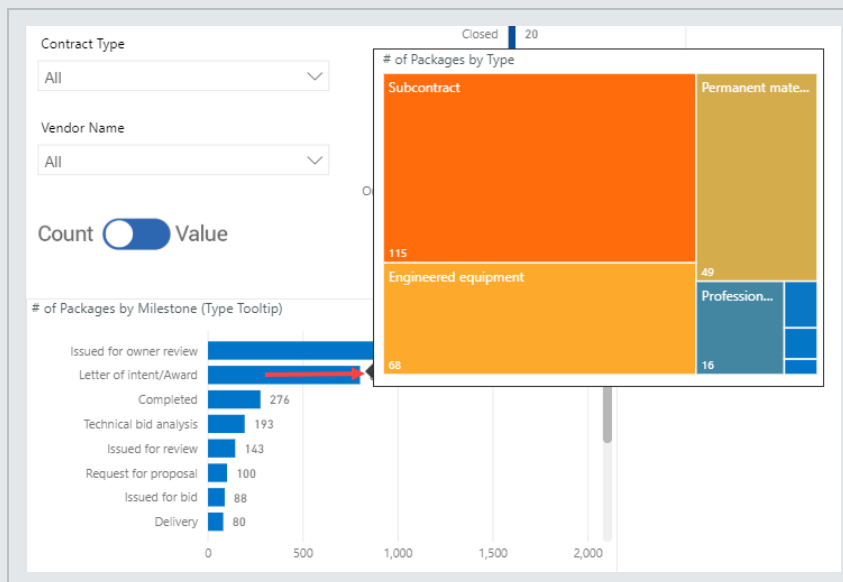 Contract Type
All
Vendor Name
All
Count Value
Closed 20
# of Packages by Type
Subcontract
115
Engineered equipment
68
Permanent mate...
49
Profession...
16
# of Packages by Milestone (Type Tooltip)
Issued for owner review
Letter of intent/Award
Completed 276
Technical bid analysis 193
Issued for review 143
Request for proposal 100
Issued for bid 88
Delivery 80
0 500 1,000 1,500 2,000